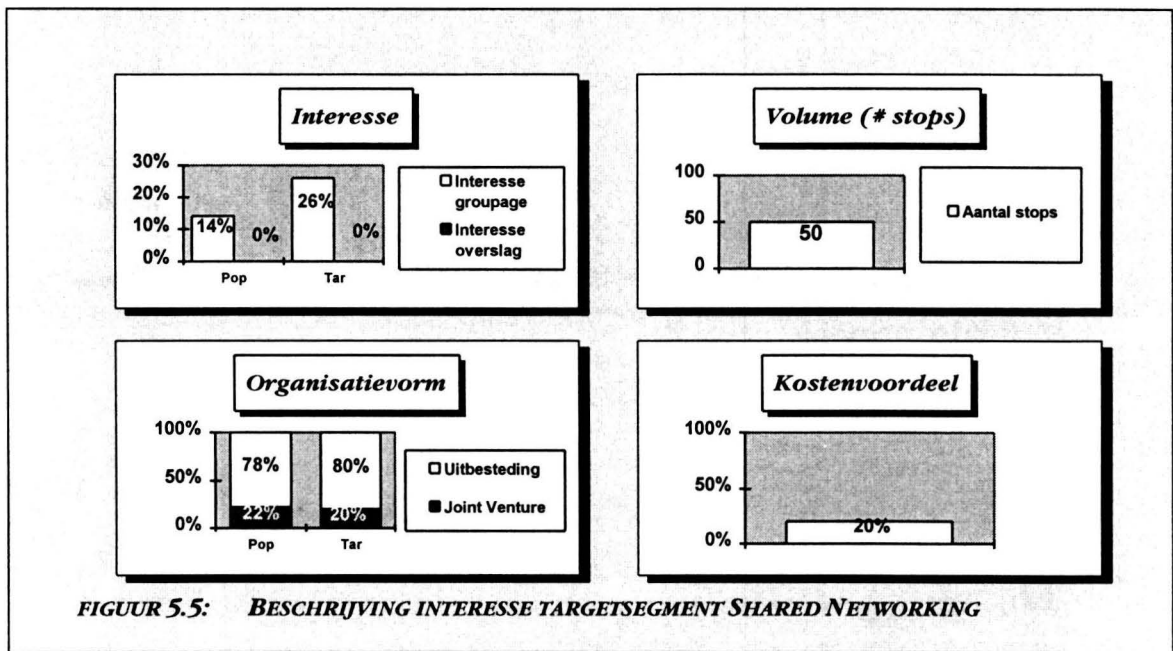 Interesse
30%
20%
10%
0%
14%
0%
26%
0%
Pop
Tar
Interesse
groupage
Interesse
overslag
Volume (# stops)
100
50
0
50
Aantal stops
Organisatievorm
100%
50%
0%
78%
22%
80%
20%
Pop
Tar
Uitbesteding
Joint Venture
Kostenvoordeel
100%
50%
0%
20%
FIGUUR 5.5: BESCHRIJVING INTERESSE TARGETSEGMENT SHARED NETWORKING